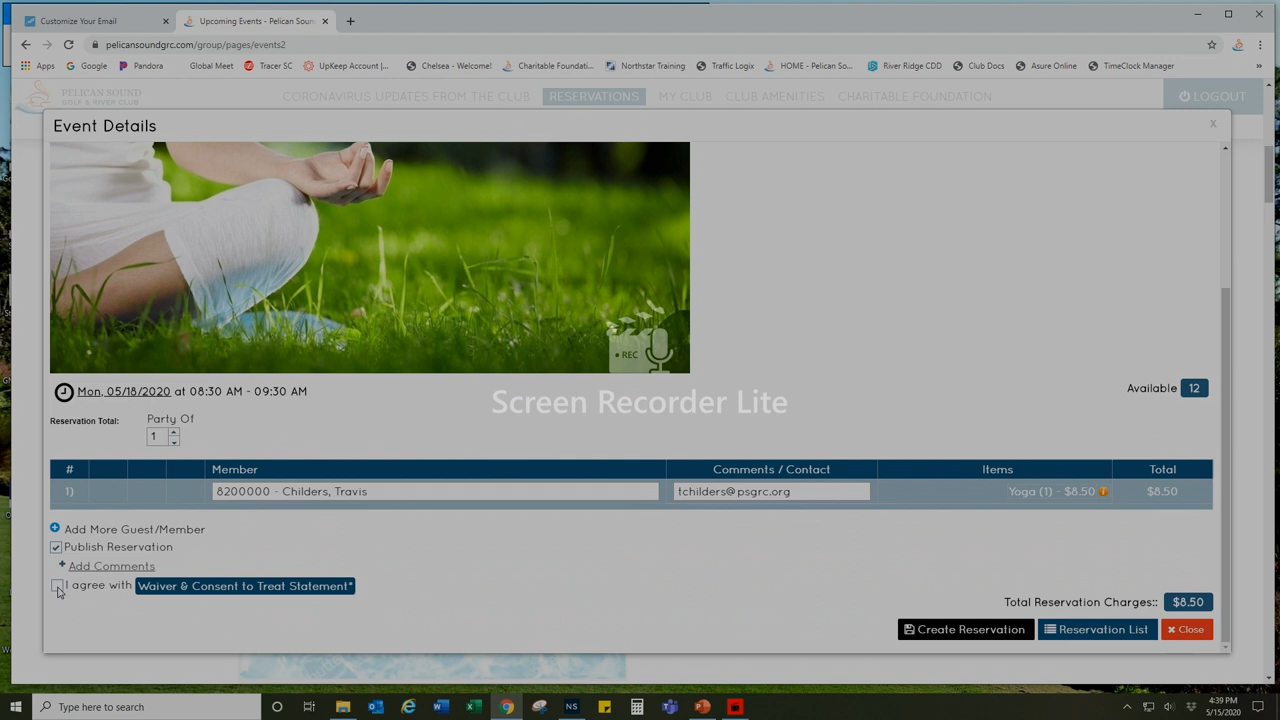 Customize Your Email
Upcoming Events - Pelican Soun
pelicansoundgrc.com/group/pages/events2
Apps
Google
Pandora
Global Meet
Tracer SC
UpKeep Account J...
Chelsea - Welcome!
Charitable Foundati...
Northstar Training
Traffic Logix
HOME - Pelican So...
River Ridge CDD
Club Docs
Asure Online
TimeClock Manager
»
PELICAN SOUND
GOLF & RIVER CLUB
CORONAVIRUS UPDATES FROM THE CLUB
RESERVATIONS
MY CLUB
CLUB AMENITIES
CHARITABLE FOUNDATION
LOGOUT
Event Details
x
REC
Mon, 05/18/2020 at 08:30 AM - 09:30 AM
Available 12
Screen Recorder Lite
Reservation Total:
Party Of
1
# Member Comments / Contact Items Total
1) 8200000 - Childers, Travis tchilders@psgrc.org Yoga (1) - $8.50 $8.50
Add More Guest/Member
Publish Reservation
Add Comments
I agree with Waiver & Consent to Treat Statement*
Total Reservation Charges:: $8.50
Create Reservation
Reservation List
Close
Type here to search
NS
4:39 PM
5/15/2020